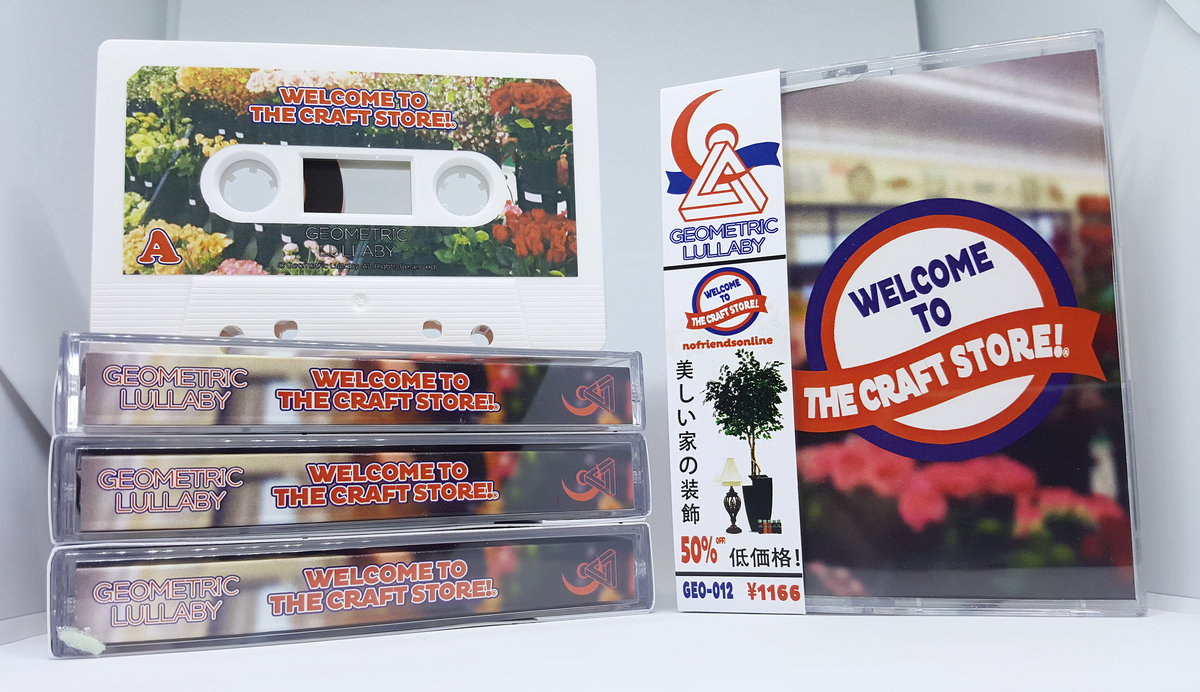 WELCOME TO
THE CRAFT STORE!®
A
GEOMETRIC
LULLABY
GEOMETRIC
LULLABY
WELCOME TO
THE CRAFT STORE!®
GEOMETRIC
LULLABY
WELCOME TO
THE CRAFT STORE!®
GEOMETRIC
LULLABY
WELCOME TO
THE CRAFT STORE!®
GEOMETRIC
LULLABY
WELCOME
TO
THE CRAFT STORE!
nofriendsonline
美しい家の装飾
50% OFF
低価格!
GEO-012 ¥1166
WELCOME
TO
THE CRAFT STORE!®